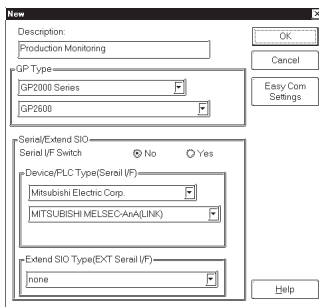 New
Description:
OK
Production Monitoring
Cancel
GP Type
GP2000 Series
Easy Com
Settings
GP2600
Serial/Extend SIO
Serial I/F Switch No Yes
Device/PLC Type(Serail I/F)
Mitsubishi Electric Corp.
MITSUBISHI MELSEC-AnA(LINK)
Extend SIO Type(EXT Serail I/F)
none
Help